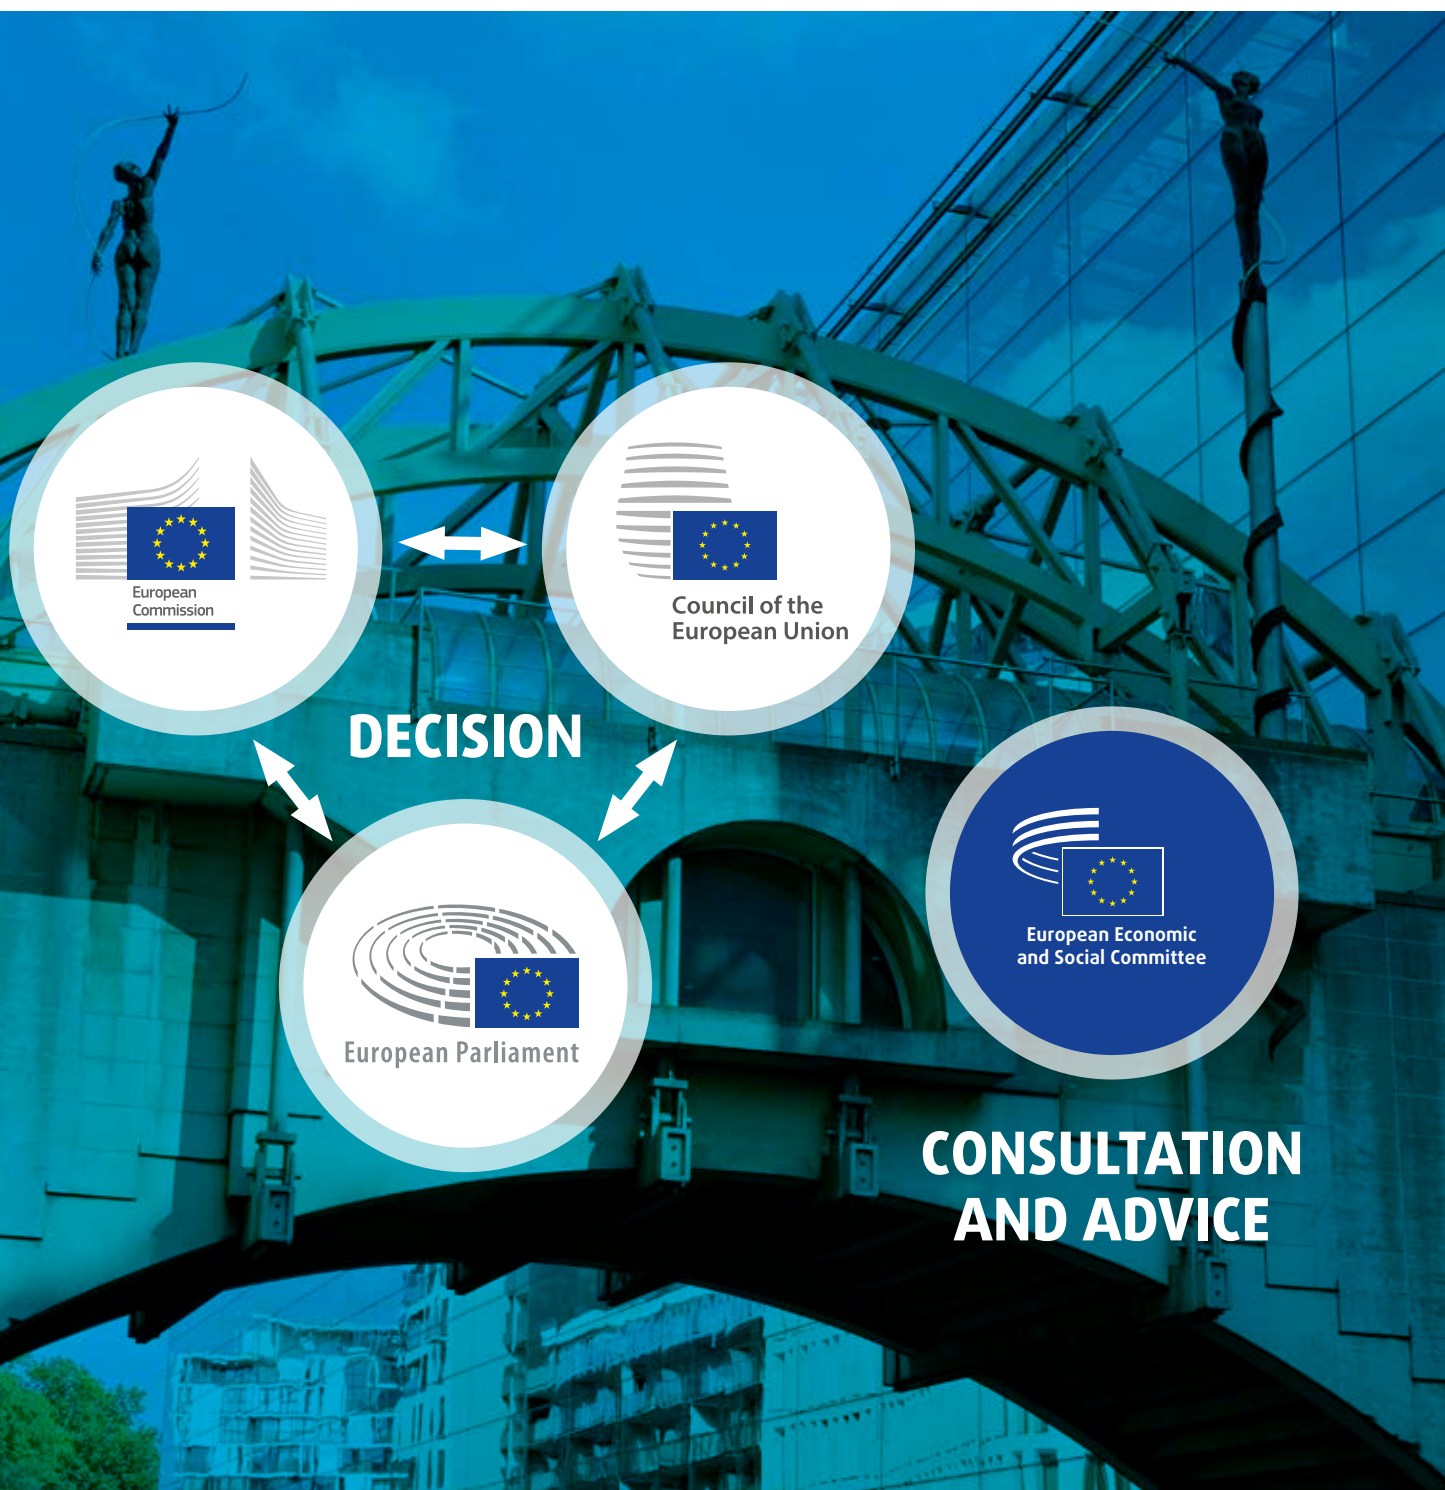 European
Commission
Council of the
European Union
DECISION
European Parliament
European Economic
and Social Committee
CONSULTATION
AND ADVICE